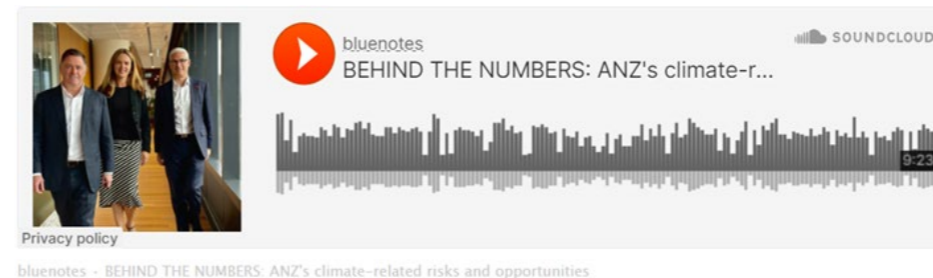 bluenotes
SOUNDCLOUD
BEHIND THE NUMBERS: ANZ's climate-r...
9:23
Privacy policy
bluenotes - BEHIND THE NUMBERS: ANZ's climate-related risks and opportunities